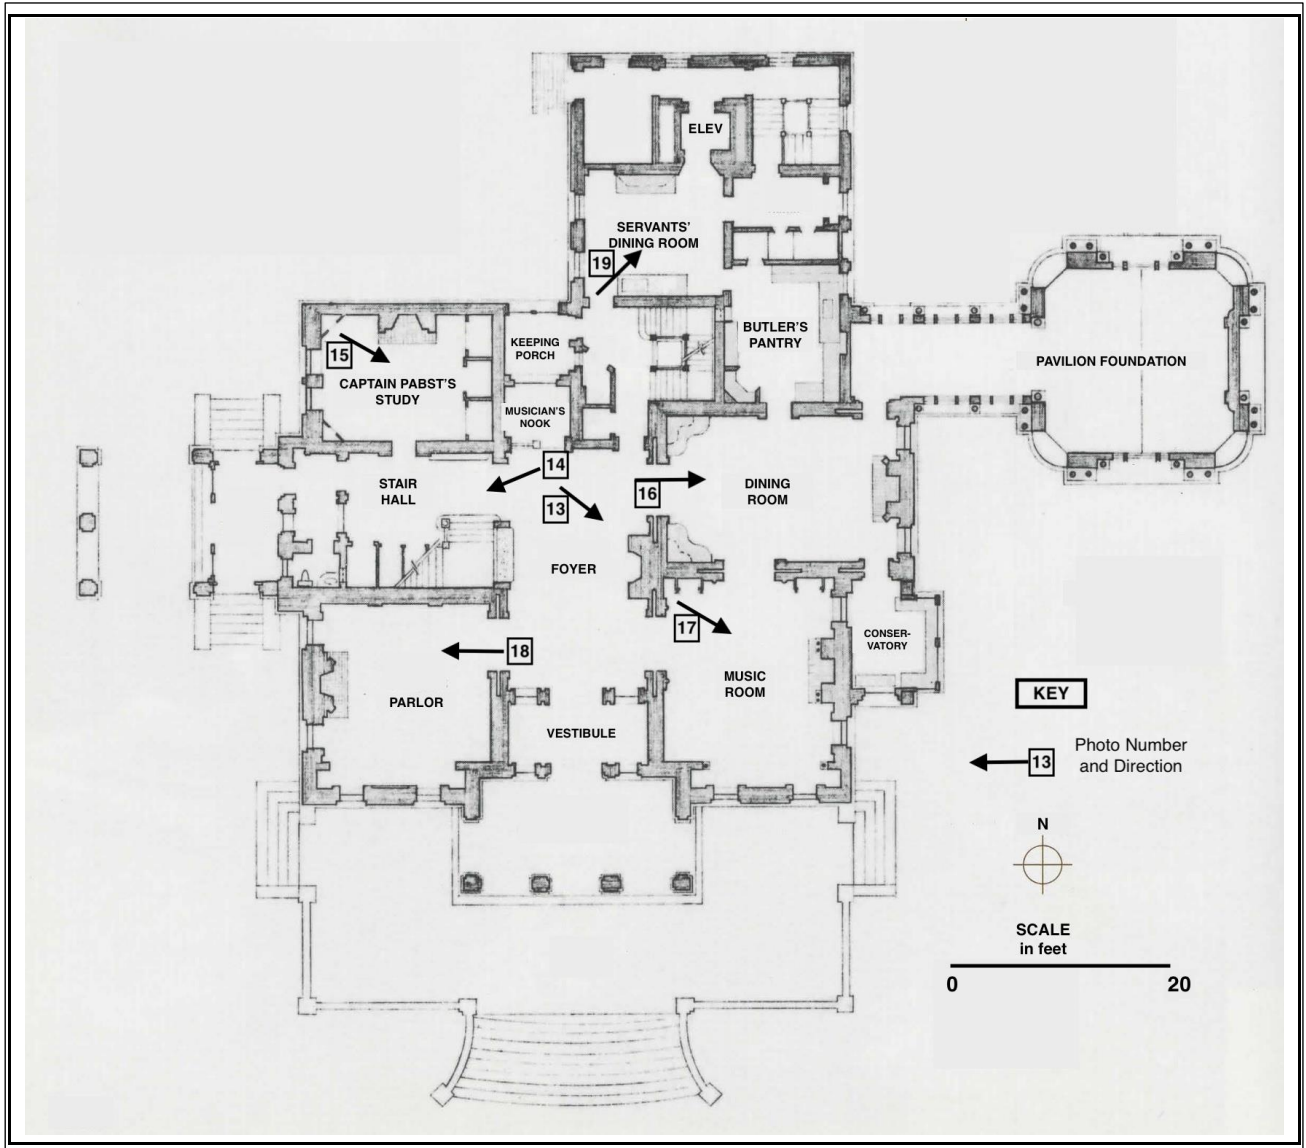 ELEV
SERVANTS'
DINING ROOM
19
BUTLER'S
PANTRY
KEEPING
PORCH
15
CAPTAIN PABST'S
STUDY
PAVILION FOUNDATION
MUSICIAN'S
NOOK
14
STAIR
HALL
13
16
DINING
ROOM
FOYER
17
18
CONSER-
VATORY
MUSIC
ROOM
PARLOR
VESTIBULE
KEY
13
Photo Number
and Direction
N
SCALE
in feet
0
20